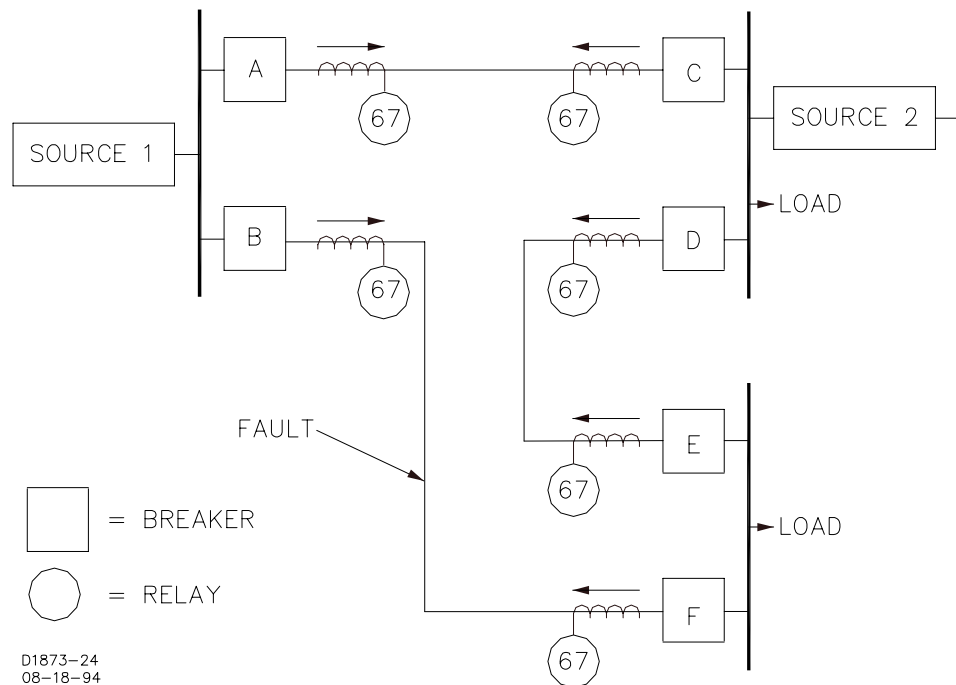 A
67
67
C
SOURCE 1
SOURCE 2
LOAD
B
67
67
D
FAULT
67
E
LOAD
= BREAKER
= RELAY
67
F
D1873-24
08-18-94